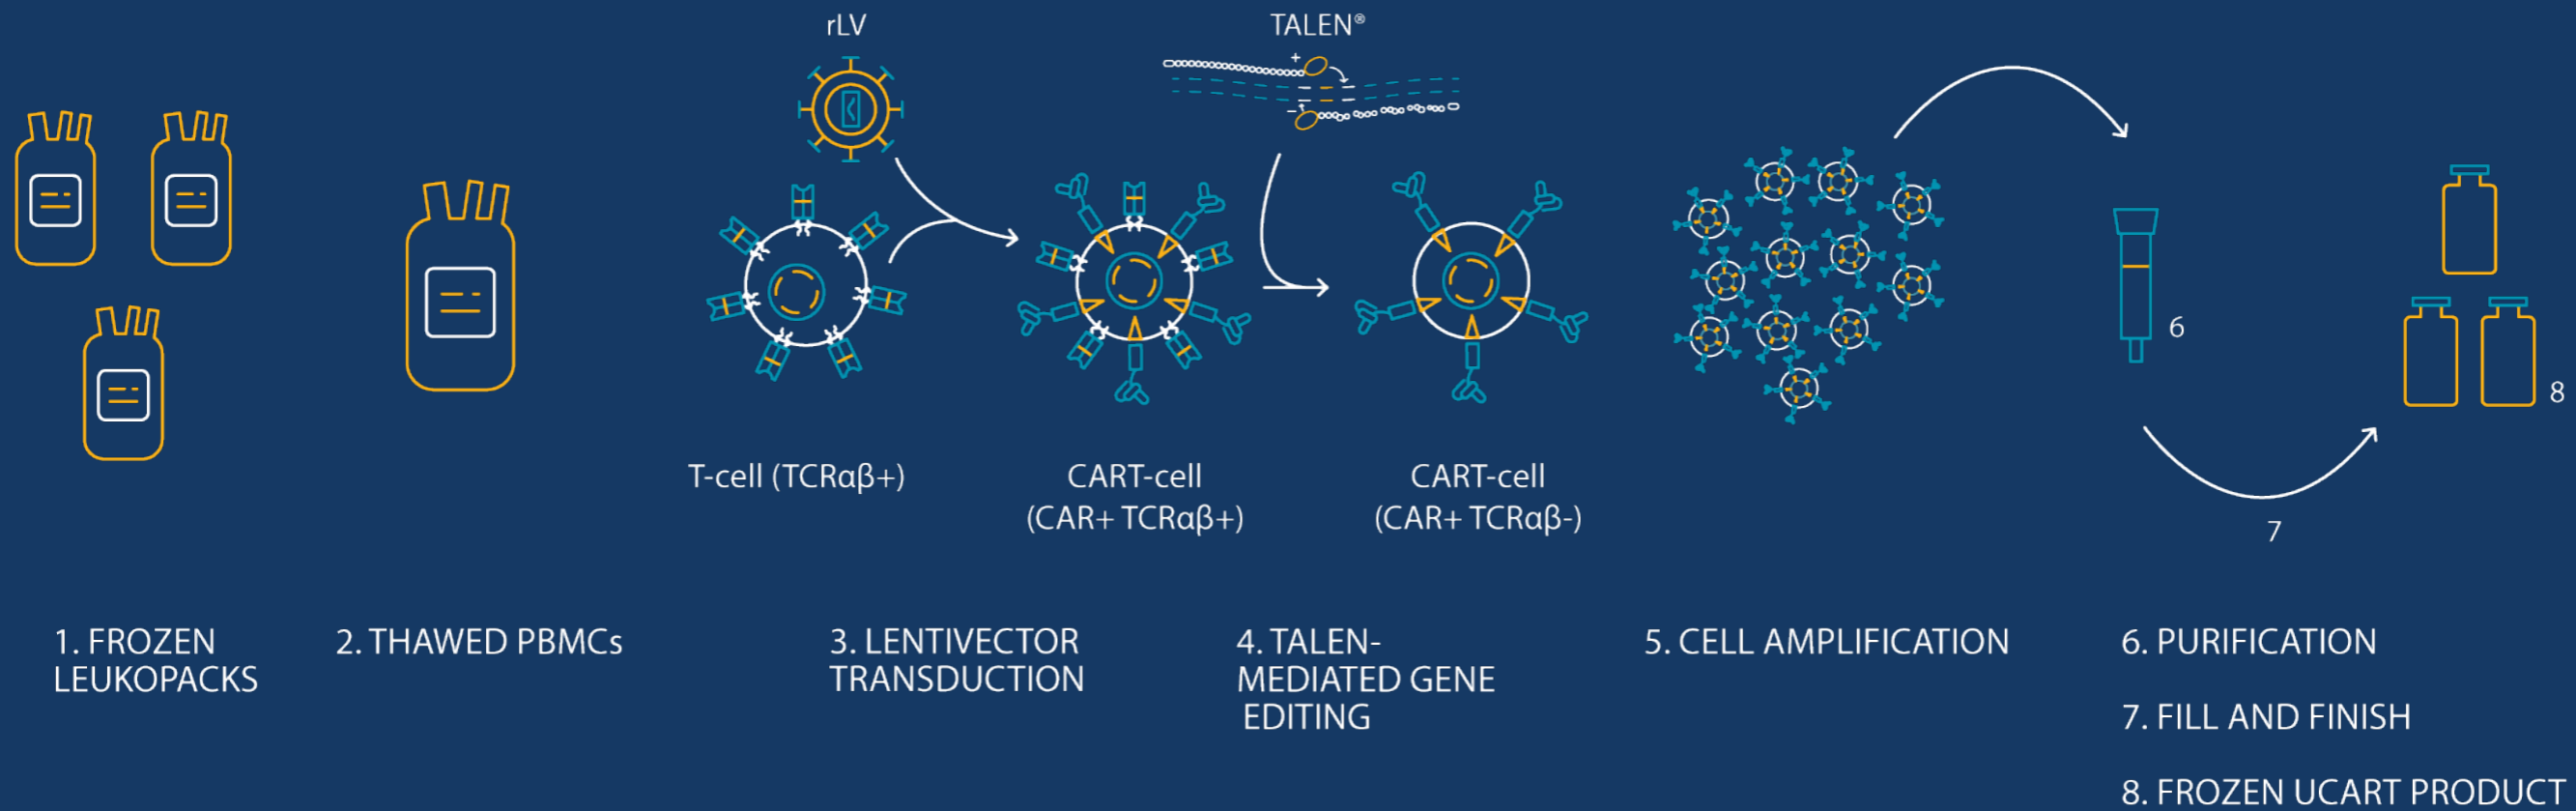 rLV
TALEN®
+
−
6
8
7
T-cell (TCRαβ+)
CART-cell
(CAR+ TCRαβ+)
CART-cell
(CAR+ TCRαβ-)
1. FROZEN
LEUKOPACKS
2. THAWED PBMCs
3. LENTIVECTOR
TRANSDUCTION
4. TALEN-
MEDIATED GENE
EDITING
5. CELL AMPLIFICATION
6. PURIFICATION
7. FILL AND FINISH
8. FROZEN UCART PRODUCT